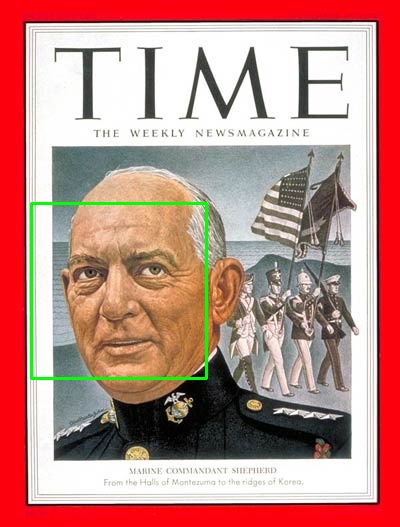 TIME
THE WEEKLY NEWSMAGAZINE
MARINE COMMANDANT SHEPHERD
From the Halls of Montezuma to the ridges of Korea.